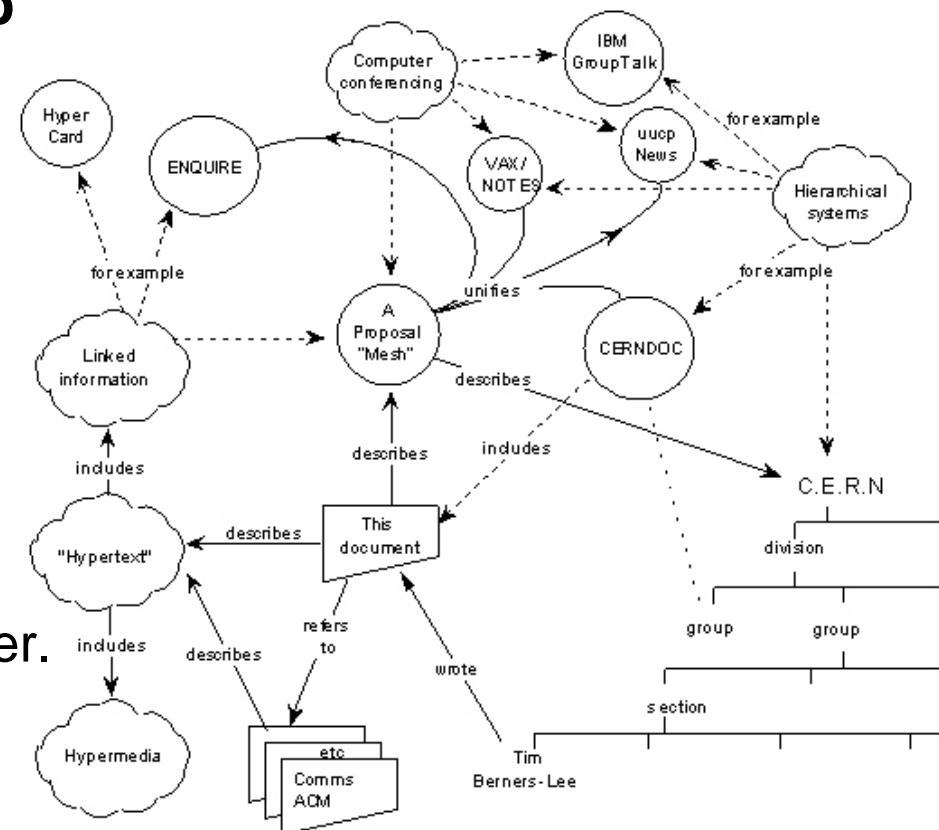 IBM
GroupTalk
Computer
conferencing
Hyper
Card
for example
uucp
News
ENQUIRE
VAX/
NOTES
Hierarchical
systems
for example
for example
unifies
A
Proposal
"Mesh"
CERNDOC
Linked
information
describes
includes
describes
includes
C.E.R.N
This
document
describes
division
"Hypertext"
group
group
refers
to
er.
includes
describes
wrote
section
Hypermedia
etc
Comms
ACM
Tim
Berners-Lee